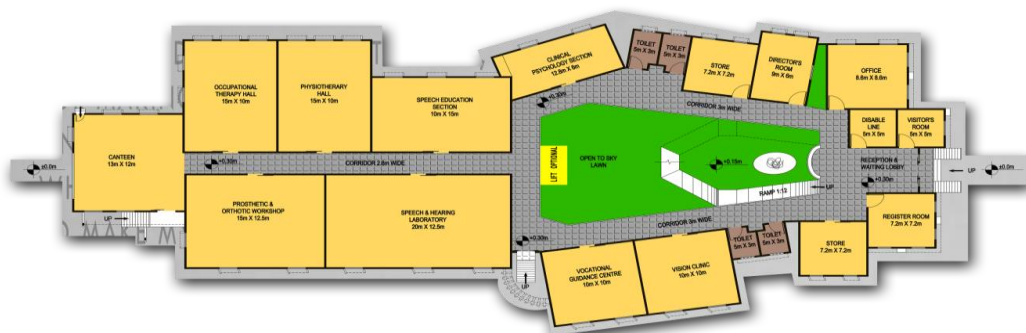 OCCUPATIONAL
THERAPY HALL
15m X 10m
PHYSIOTHERARY
HALL
15m X 10m
SPEECH EDUCATION
SECTION
10m X 15m
CLINICAL
PSYCHOLOGY SECTION
12.8m X 6m
TOILET
5m X 3m
TOILET
5m X 3m
STORE
7.2m X 7.2m
DIRECTOR'S
ROOM
9m X 6m
OFFICE
8.8m X 8.8m
+0.30m
CORRIDOR 3m WIDE
DISABLE
LINE
5m X 5m
VISITOR'S
ROOM
5m X 5m
CANTEEN
13m X 12m
±0.0m
+0.30m
CORRIDOR 2.8m WIDE
LIFT OPTIONAL
OPEN TO SKY
LAWN
+0.15m
RECEPTION &
WAITING LOBBY
+0.30m
UP
±0.0m
RAMP 1:12
UP
UP
PROSTHETIC &
ORTHOTIC WORKSHOP
15m X 12.5m
SPEECH & HEARING
LABORATORY
20m X 12.5m
CORRIDOR 3m WIDE
REGISTER ROOM
7.2m X 7.2m
+0.30m
UP
TOILET
5m X 3m
TOILET
5m X 3m
STORE
7.2m X 7.2m
VOCATIONAL
GUIDANCE CENTRE
10m X 10m
VISION CLINIC
10m X 10m